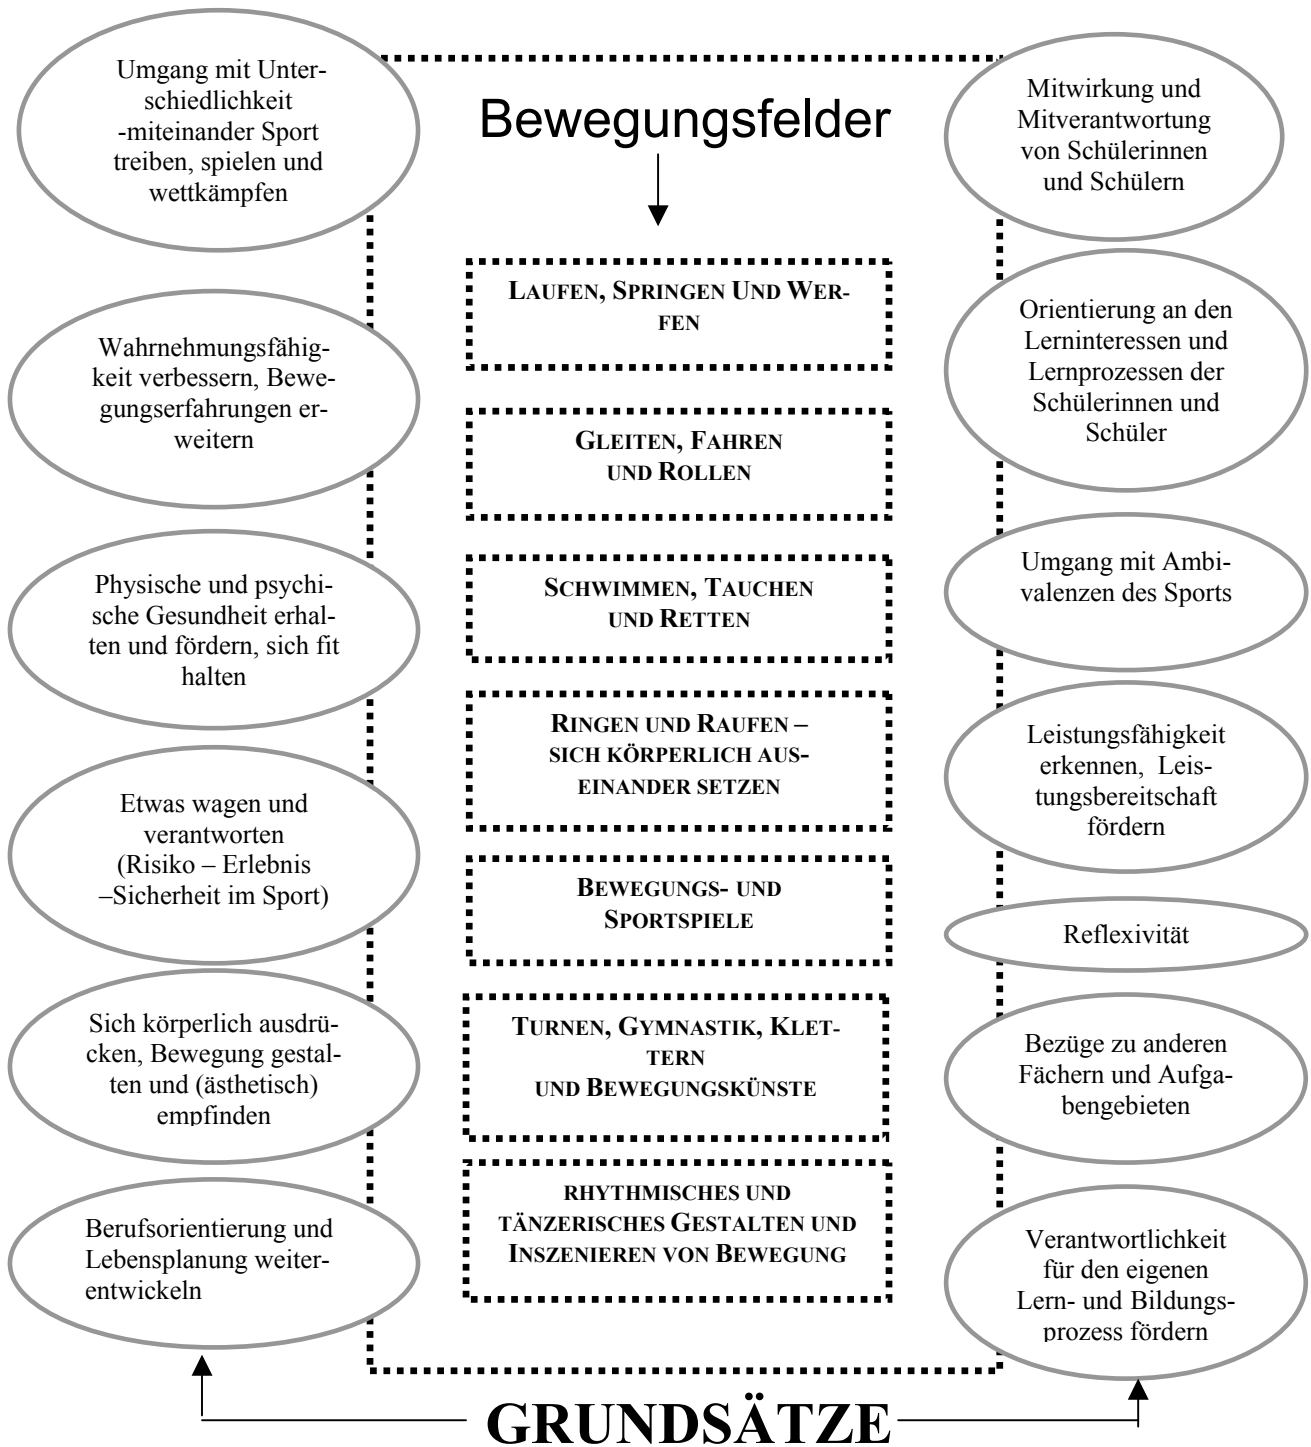 Umgang mit Unter-
schiedlichkeit
-miteinander Sport
treiben, spielen und
wettkämpfen
Wahrnehmungsfähig-
keit verbessern, Bewe-
gungserfahrungen er-
weitern
Physische und psychi-
sche Gesundheit erhal-
ten und fördern, sich fit
halten
Etwas wagen und
verantworten
(Risiko – Erlebnis
–Sicherheit im Sport)
Sich körperlich ausdrü-
cken, Bewegung gestal-
ten und (ästhetisch)
empfinden
Berufsorientierung und
Lebensplanung weiter-
entwickeln
Bewegungsfelder
LAUFEN, SPRINGEN UND WER-
FEN
GLEITEN, FAHREN
UND ROLLEN
SCHWIMMEN, TAUCHEN
UND RETTEN
RINGEN UND RAUFEN –
SICH KÖRPERLICH AUS-
EINANDER SETZEN
BEWEGUNGS- UND
SPORTSPIELE
TURNEN, GYMNASTIK, KLET-
TERN
UND BEWEGUNGSKÜNSTE
RHYTHMISCHES UND
TÄNZERISCHES GESTALTEN UND
INSZENIEREN VON BEWEGUNG
Mitwirkung und
Mitverantwortung
von Schülerinnen
und Schülern
Orientierung an den
Lerninteressen und
Lernprozessen der
Schülerinnen und
Schüler
Umgang mit Ambi-
valenzen des Sports
Leistungsfähigkeit
erkennen, Leis-
tungsbereitschaft
fördern
Reflexivität
Bezüge zu anderen
Fächern und Aufga-
bengebieten
Verantwortlichkeit
für den eigenen
Lern- und Bildungs-
prozess fördern
GRUNDSÄTZE